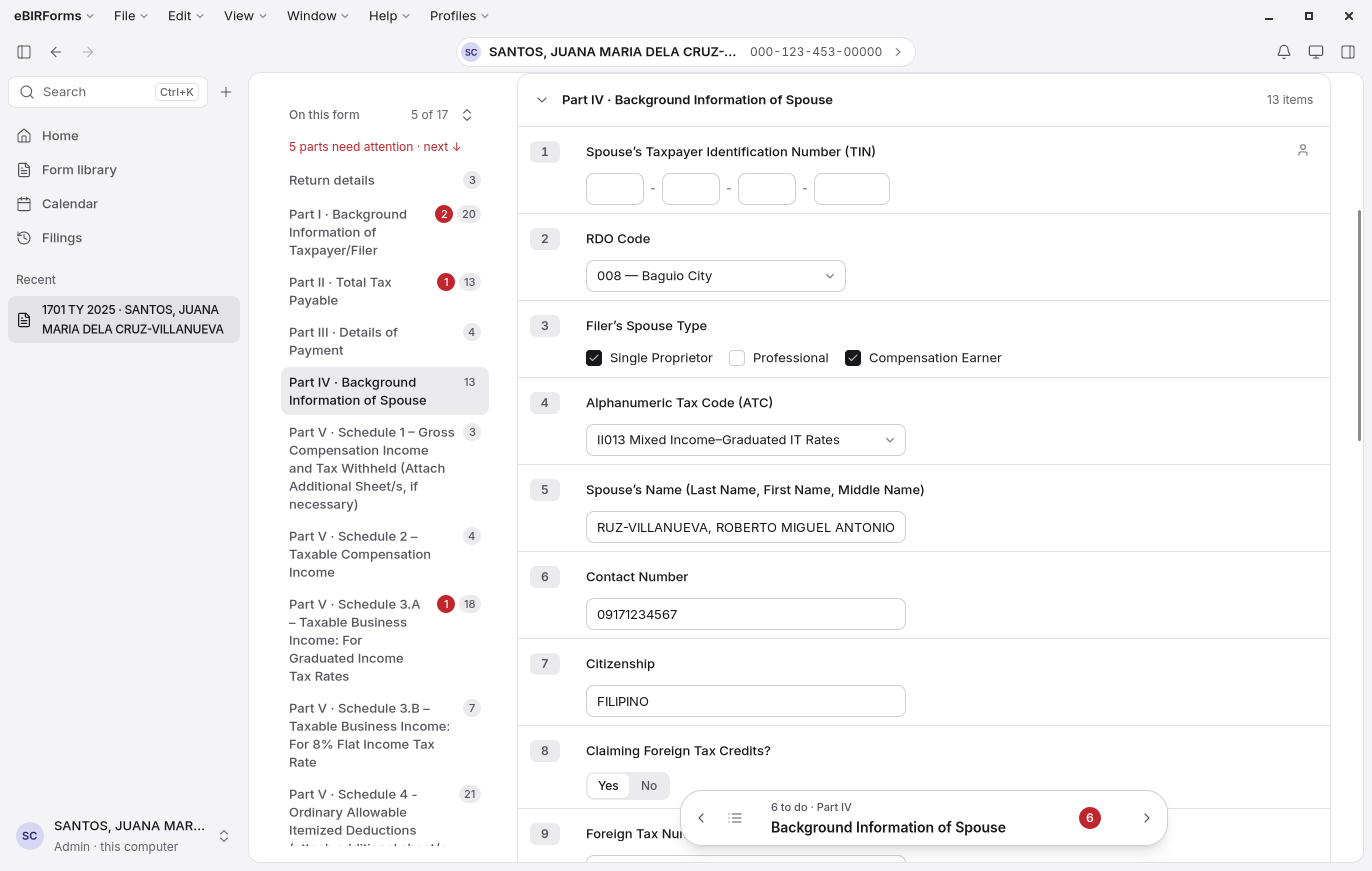 eBIRForms File Edit View Window Help Profiles
SC SANTOS, JUANA MARIA DELA CRUZ-... 000-123-453-00000
Search Ctrl+K
Home
Form library
Calendar
Filings
Recent
1701 TY 2025 · SANTOS, JUANA
MARIA DELA CRUZ-VILLANUEVA
SC SANTOS, JUANA MAR...
Admin · this computer
On this form 5 of 17
5 parts need attention · next ↓
Return details 3
Part I · Background 2 20
Information of
Taxpayer/Filer
Part II · Total Tax 1 13
Payable
Part III · Details of 4
Payment
Part IV · Background 13
Information of Spouse
Part V · Schedule 1 – Gross 3
Compensation Income
and Tax Withheld (Attach
Additional Sheet/s, if
necessary)
Part V · Schedule 2 – 4
Taxable Compensation
Income
Part V · Schedule 3.A 1 18
– Taxable Business
Income: For
Graduated Income
Tax Rates
Part V · Schedule 3.B – 7
Taxable Business Income:
For 8% Flat Income Tax
Rate
Part V · Schedule 4 - 21
Ordinary Allowable
Itemized Deductions
Part IV · Background Information of Spouse 13 items
1 Spouse's Taxpayer Identification Number (TIN)
- - -
2 RDO Code
008 — Baguio City
3 Filer's Spouse Type
Single Proprietor Professional Compensation Earner
4 Alphanumeric Tax Code (ATC)
II013 Mixed Income–Graduated IT Rates
5 Spouse's Name (Last Name, First Name, Middle Name)
RUZ-VILLANUEVA, ROBERTO MIGUEL ANTONIO
6 Contact Number
09171234567
7 Citizenship
FILIPINO
8 Claiming Foreign Tax Credits?
Yes No
9 Foreign Tax
6 to do · Part IV
Background Information of Spouse 6